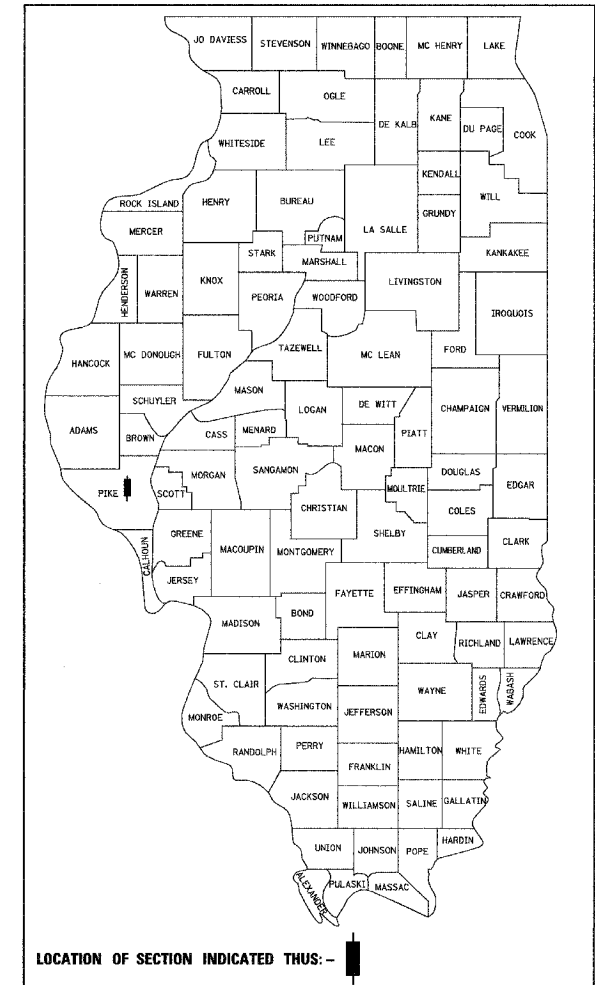 JO DAVIESS STEVENSON WINNEBAGO BOONE MC HENRY LAKE
CARROLL OGLE DE KALB KANE DU PAGE COOK
WHITESIDE LEE
KENDALL
WILL
ROCK ISLAND HENRY BUREAU LA SALLE GRUNDY
MERCER PUTNAM
KANKAKEE
STARK MARSHALL
HENDERSON WARREN KNOX PEORIA WOODFORD LIVINGSTON IROQUOIS
HANCOCK MC DONOUGH FULTON TAZEWELL MC LEAN FORD
MASON
SCHUYLER LOGAN DE WITT CHAMPAIGN VERMILION
ADAMS BROWN CASS MENARD PIATT
MACON
PIKE SCOTT MORGAN SANGAMON DOUGLAS EDGAR
MOULTRIE
CHRISTIAN COLES
GREENE MACOUPIN MONTGOMERY SHELBY CUMBERLAND CLARK
CALHOUN JERSEY
FAYETTE EFFINGHAM JASPER CRAWFORD
MADISON BOND
CLAY RICHLAND LAWRENCE
CLINTON MARION
ST. CLAIR WAYNE EDWARDS WABASH
MONROE WASHINGTON JEFFERSON
RANDOLPH PERRY HAMILTON WHITE
FRANKLIN
JACKSON WILLIAMSON SALINE GALLATIN
UNION JOHNSON POPE HARDIN
ALEXANDER PULASKI MASSAC
LOCATION OF SECTION INDICATED THUS: -